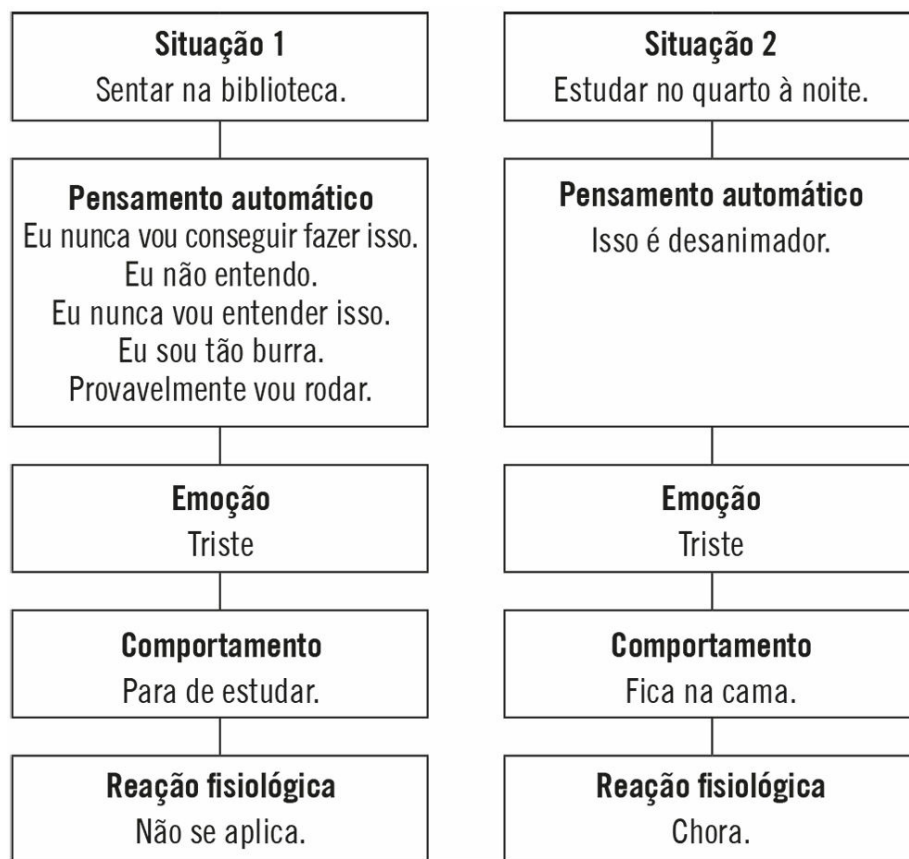 Situação 1
Sentar na biblioteca.
Pensamento automático
Eu nunca vou conseguir fazer isso.
Eu não entendo.
Eu nunca vou entender isso.
Eu sou tão burra.
Provavelmente vou rodar.
Emoção
Triste
Comportamento
Para de estudar.
Reação fisiológica
Não se aplica.
Situação 2
Estudar no quarto à noite.
Pensamento automático
Isso é desanimador.
Emoção
Triste
Comportamento
Fica na cama.
Reação fisiológica
Chora.